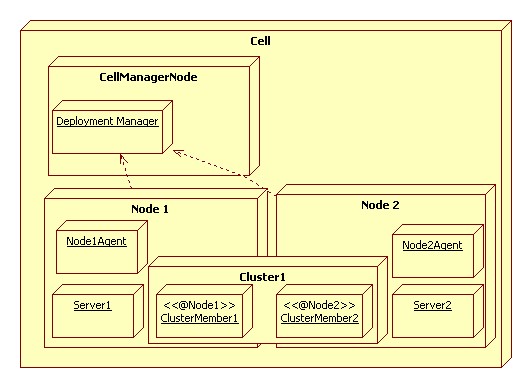 Cell
CellManagerNode
Deployment Manager
Node 1
Node 2
Node1Agent
Node2Agent
Cluster1
Server1
<<@Node1>>
ClusterMember1
<<@Node2>>
ClusterMember2
Server2